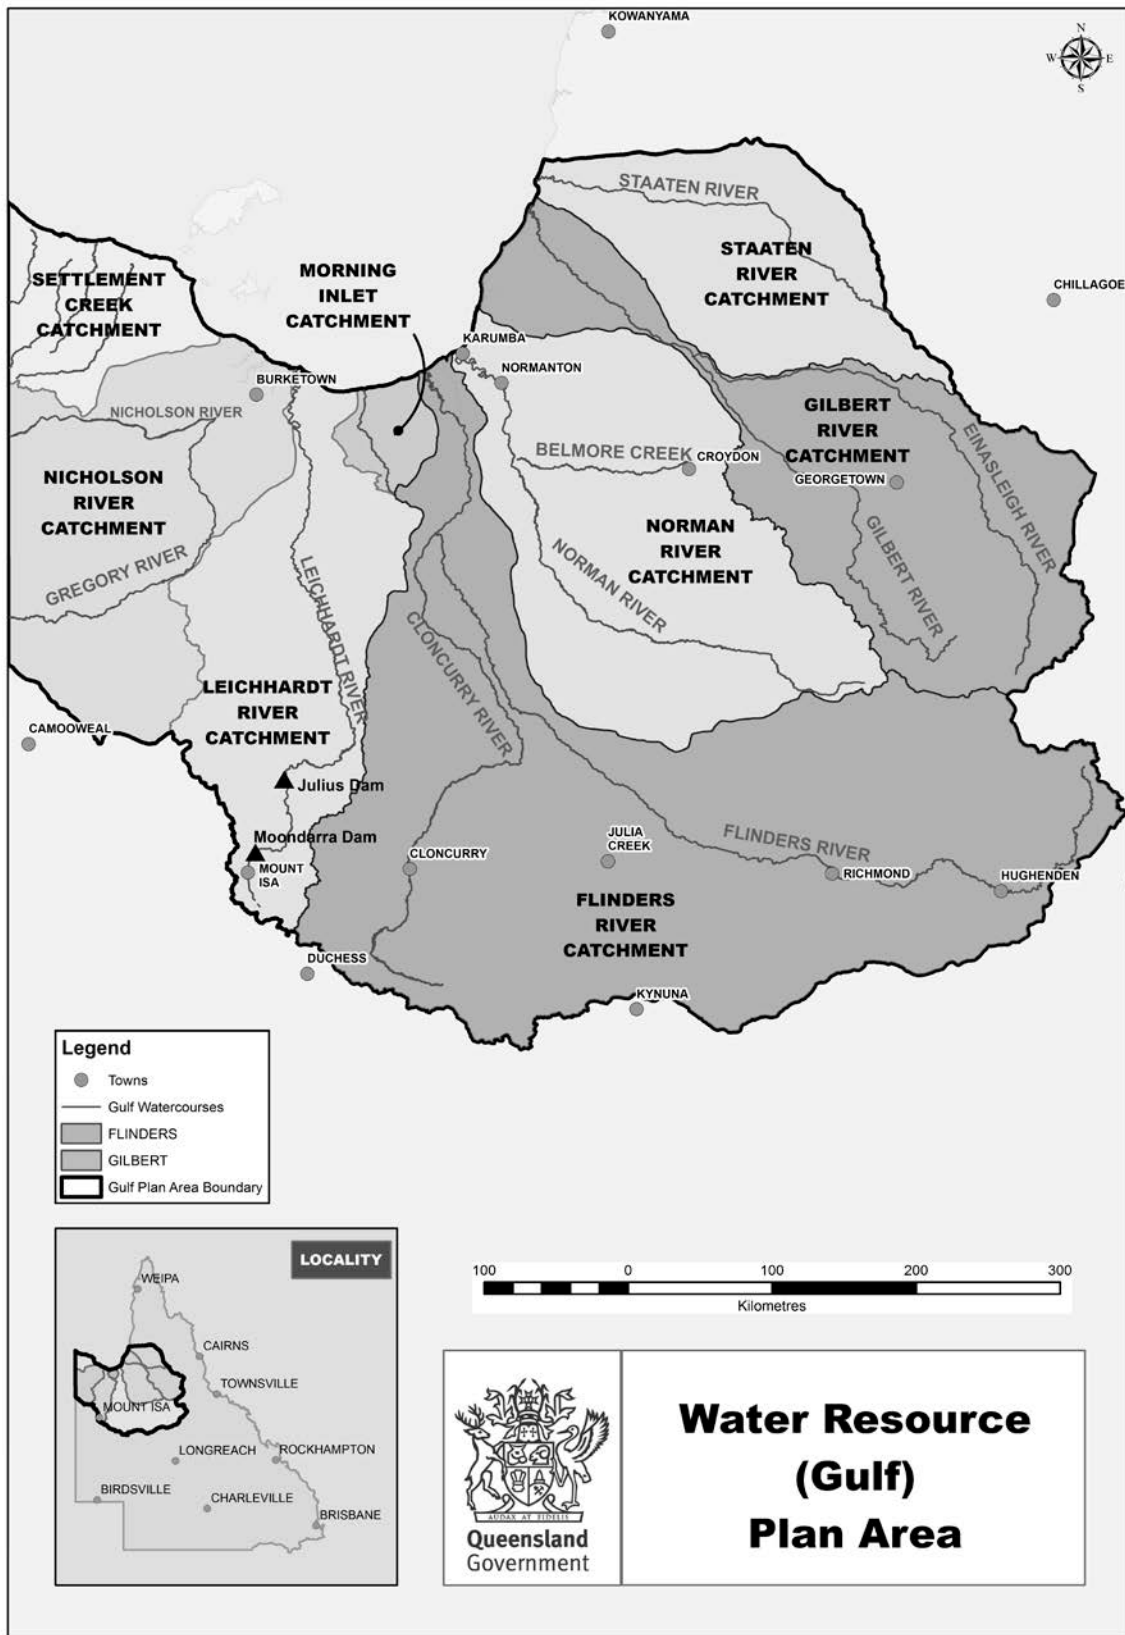 KOWANYAMA
N
W E
S
STAATEN RIVER
STAATEN
RIVER
CATCHMENT
CHILLAGOE
SETTLEMENT
CREEK
CATCHMENT
MORNING
INLET
CATCHMENT
KARUMBA
NORMANTON
BURKETOWN
NICHOLSON RIVER
GILBERT
RIVER
CATCHMENT
EINASLEIGH RIVER
BELMORE CREEK
CROYDON
GEORGETOWN
NICHOLSON
RIVER
CATCHMENT
GREGORY RIVER
LEICHHARDT RIVER
NORMAN
RIVER
CATCHMENT
NORMAN RIVER
GILBERT RIVER
CLONCURRY RIVER
LEICHHARDT
RIVER
CATCHMENT
CAMOOWEAL
Julius Dam
Moondarra Dam
MOUNT
ISA
CLONCURRY
JULIA
CREEK
FLINDERS RIVER
RICHMOND
HUGHENDEN
FLINDERS
RIVER
CATCHMENT
DUCHESS
KYNUNA
Legend
Towns
Gulf Watercourses
FLINDERS
GILBERT
Gulf Plan Area Boundary
LOCALITY
WEIPA
CAIRNS
TOWNSVILLE
MOUNT ISA
LONGREACH
ROCKHAMPTON
BIRDSVILLE
CHARLEVILLE
BRISBANE
100 0 100 200 300
Kilometres
AUDAX AT FIDELIS
Queensland
Government
Water Resource
(Gulf)
Plan Area